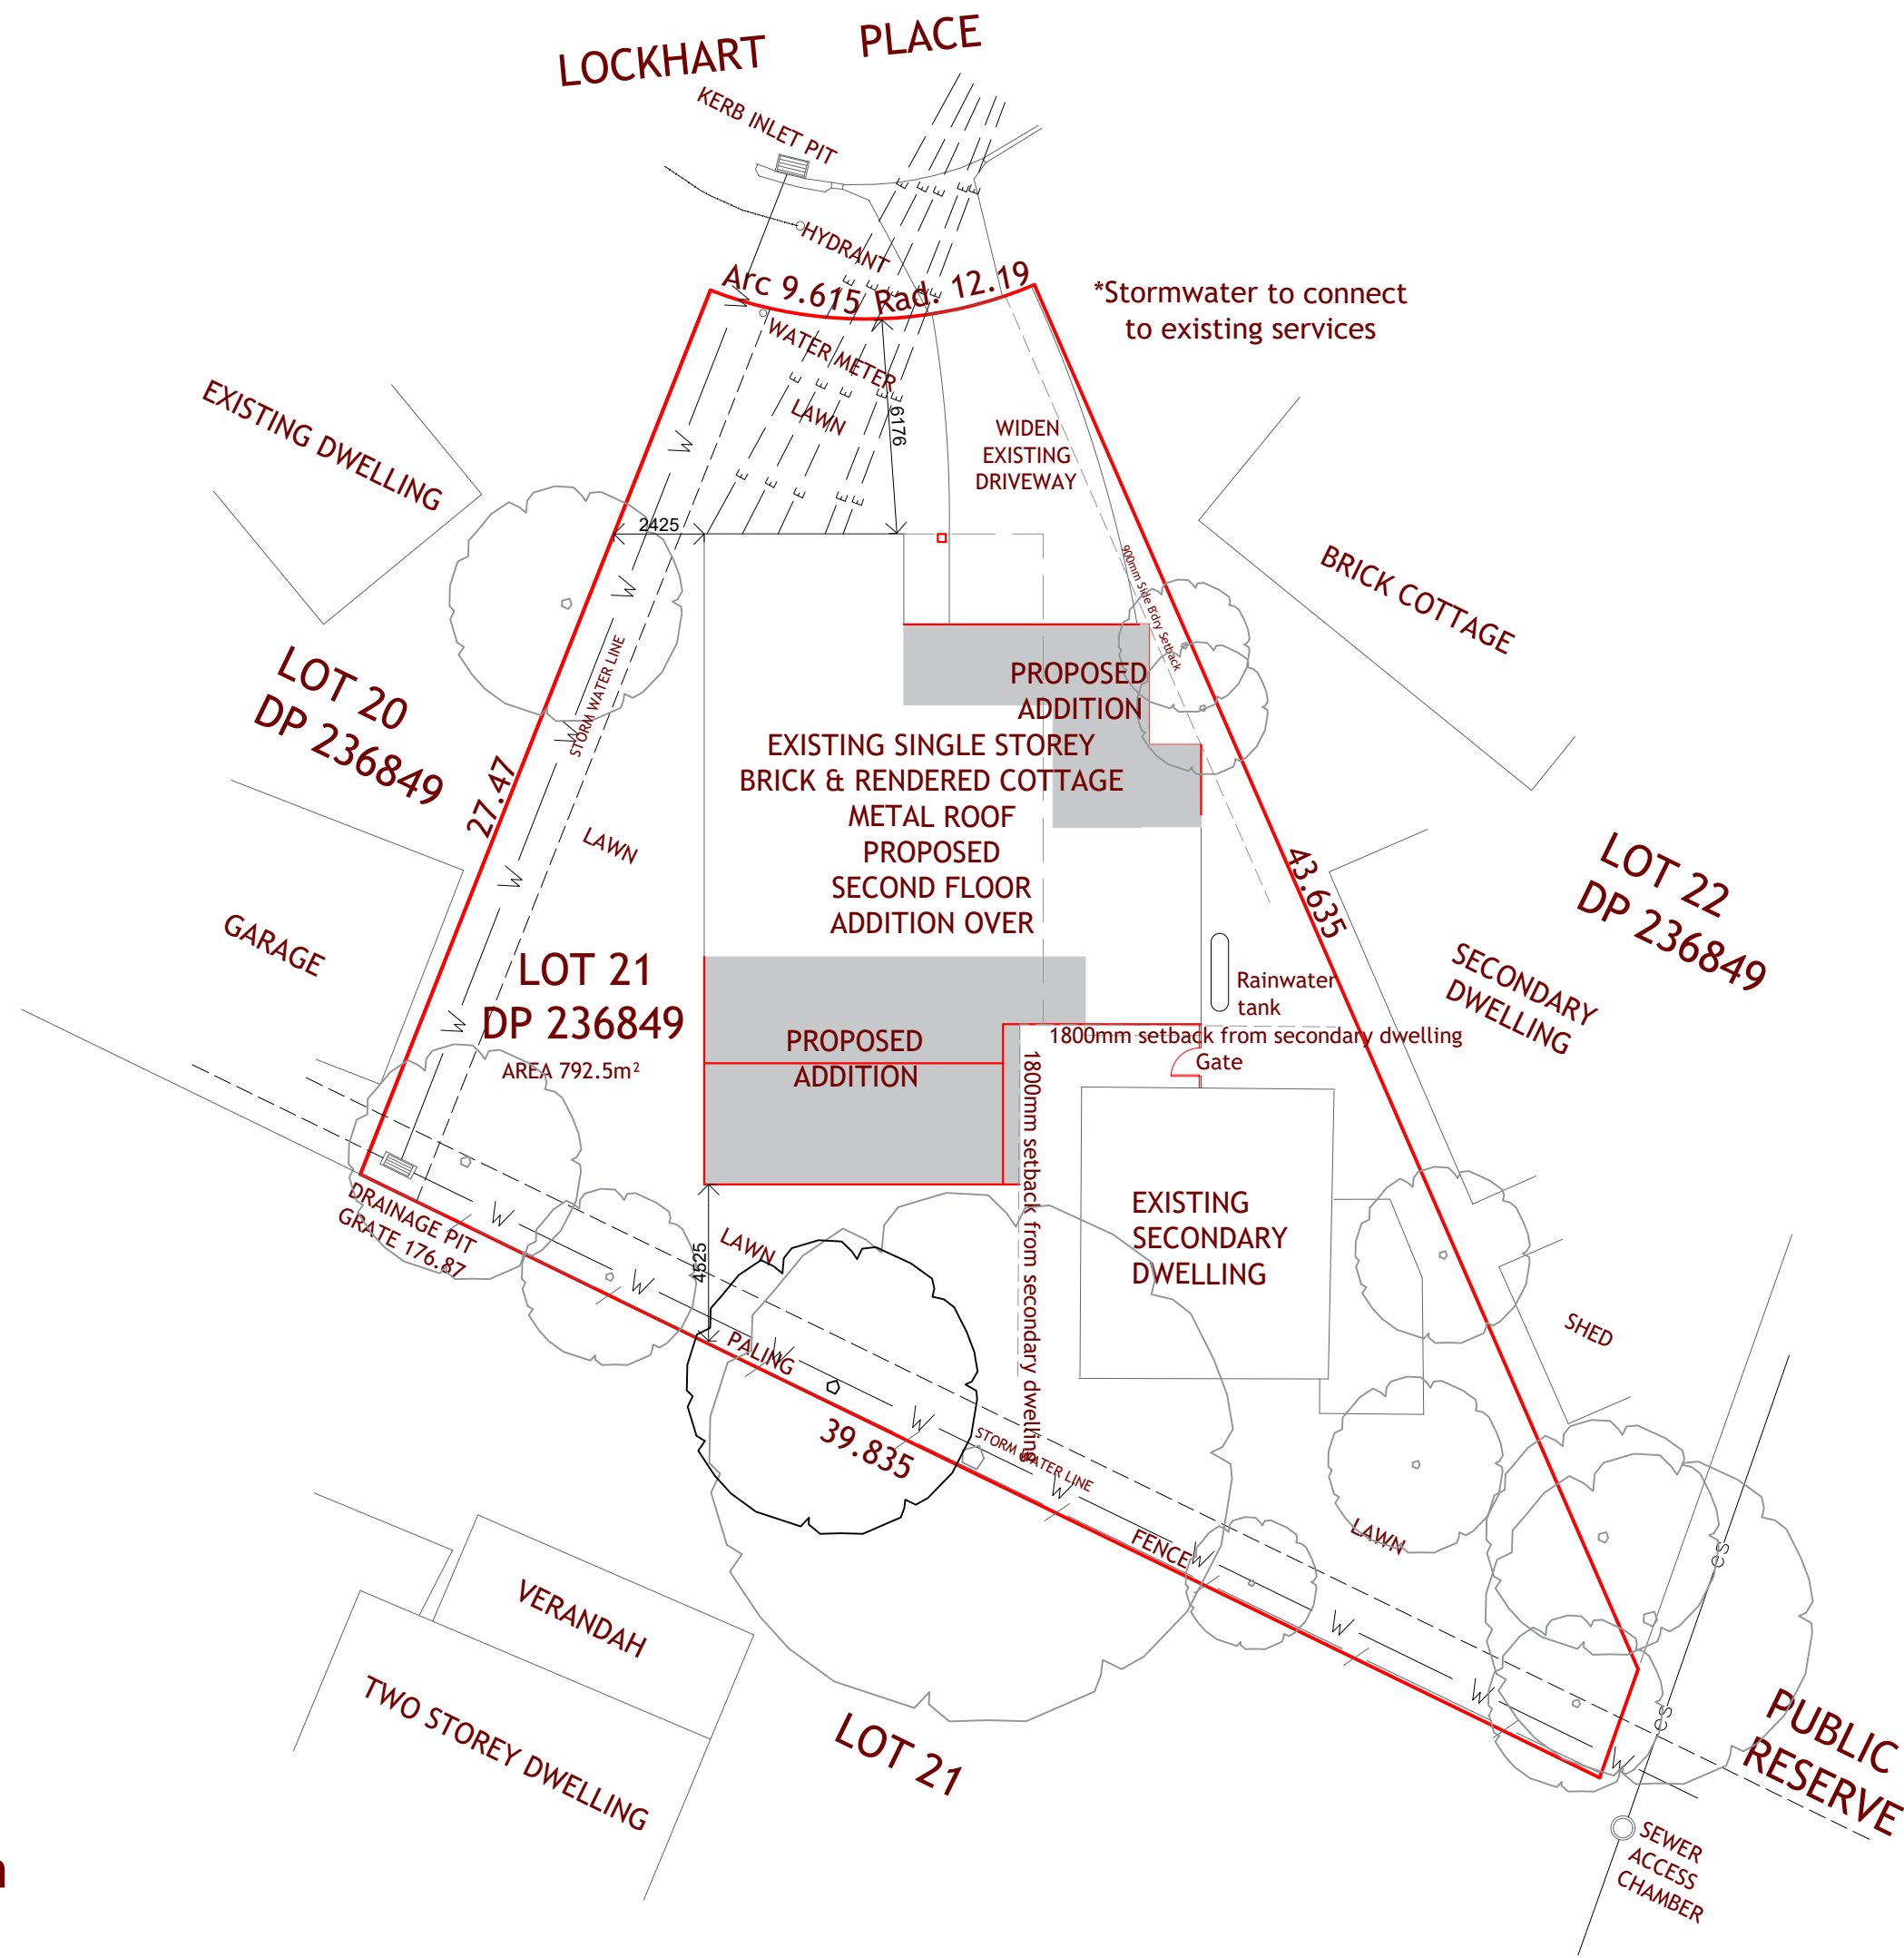 LOCKHART PLACE
KERB INLET PIT
HYDRANT
Arc 9.615 Rad. 12.19
*Stormwater to connect
to existing services
WATER METER
LAWN
6176
WIDEN
EXISTING
DRIVEWAY
EXISTING DWELLING
2425
900mm Side B'dry Setback
BRICK COTTAGE
STORM WATER LINE
LOT 20
DP 236849
27.47
LAWN
PROPOSED
ADDITION
EXISTING SINGLE STOREY
BRICK & RENDERED COTTAGE
METAL ROOF
PROPOSED
SECOND FLOOR
ADDITION OVER
43.635
LOT 22
DP 236849
GARAGE
LOT 21
DP 236849
AREA 792.5m²
SECONDARY
DWELLING
Rainwater
tank
PROPOSED
ADDITION
1800mm setback from secondary dwelling
Gate
1800mm setback from secondary dwelling
DRAINAGE PIT
GRATE 176.87
LAWN
4525
EXISTING
SECONDARY
DWELLING
SHED
PALING
39.835
STORM WATER LINE
FENCE
LAWN
VERANDAH
TWO STOREY DWELLING
LOT 21
PUBLIC
RESERVE
SEWER
ACCESS
CHAMBER
W W W W W W W
W W W W W W W W W
E E E E E
E E E E E
E E E E E
E E E E E
S
S